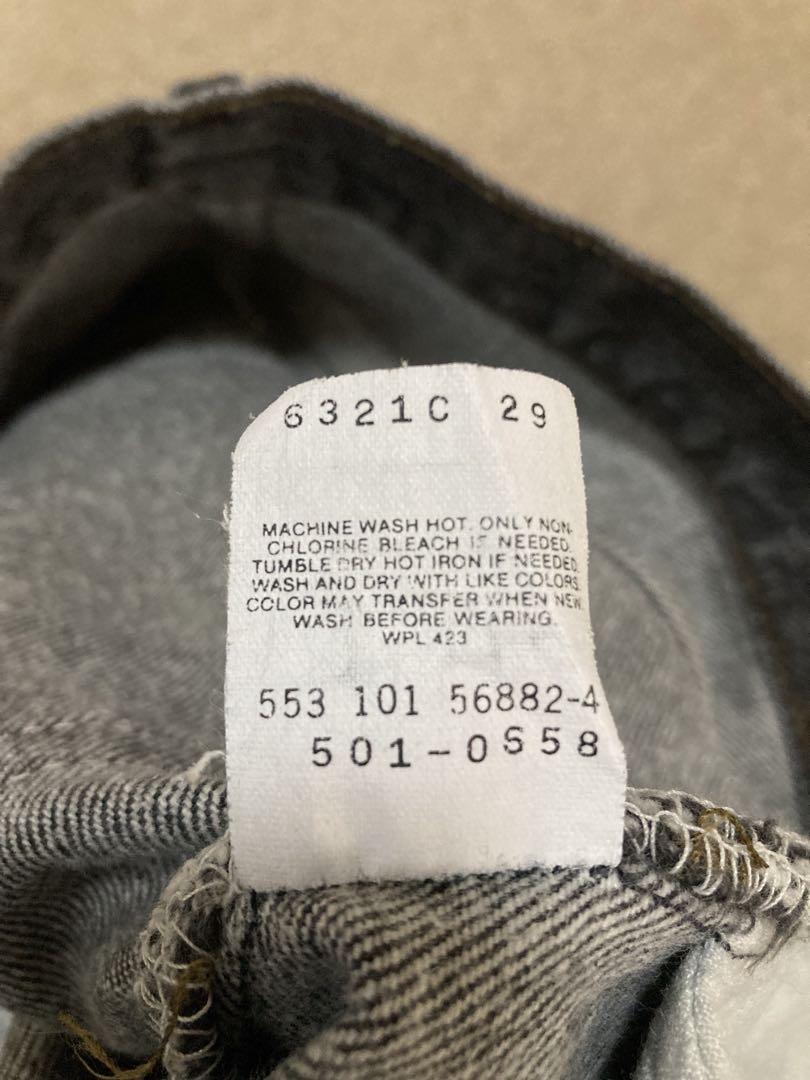 6321C 29
MACHINE WASH HOT. ONLY NON-
CHLORINE BLEACH IF NEEDED.
TUMBLE DRY HOT IRON IF NEEDED.
WASH AND DRY WITH LIKE COLORS.
COLOR MAY TRANSFER WHEN NEW.
WASH BEFORE WEARING.
WPL 423
553 101 56882-4
501-0S58